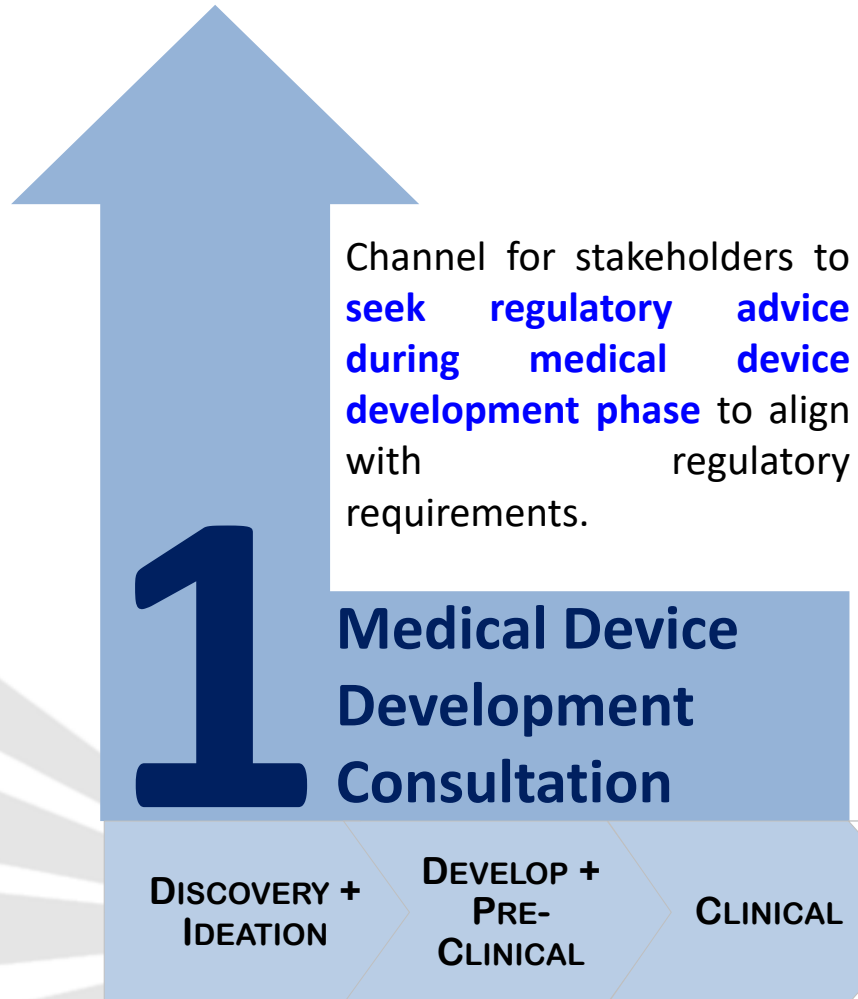 Channel for stakeholders to
seek regulatory advice
during medical device
development phase to align
with regulatory
requirements.
1
Medical Device
Development
Consultation
DISCOVERY +
IDEATION
DEVELOP +
PRE-
CLINICAL
CLINICAL